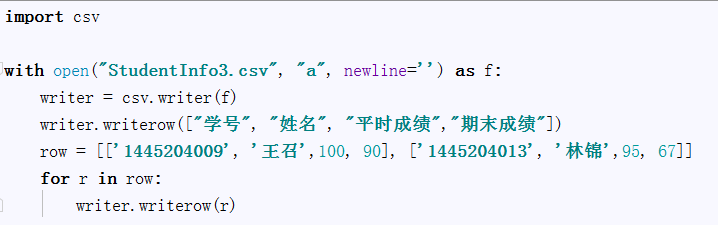 import csv
with open("StudentInfo3.csv", "a", newline='') as f:
    writer = csv.writer(f)
    writer.writerow(["学号", "姓名", "平时成绩","期末成绩"])
    row = [['1445204009', '王召',100, 90], ['1445204013', '林锦',95, 67]]
    for r in row:
        writer.writerow(r)